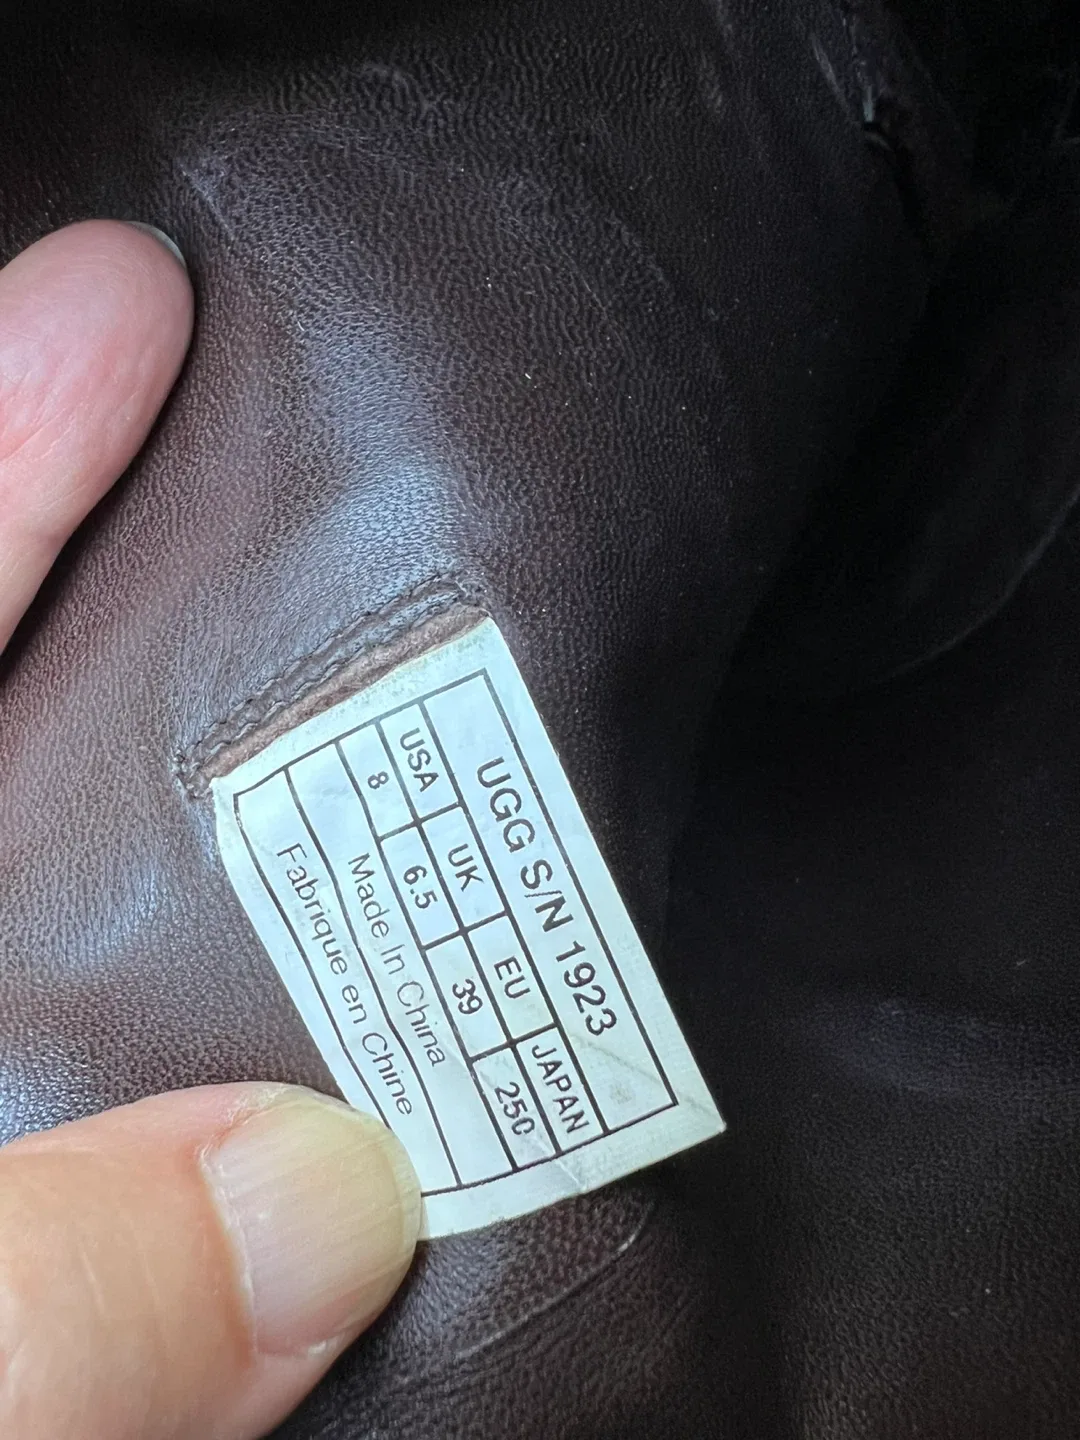 UGG S/N 1923
USA UK EU JAPAN
8 6.5 39 250
Made In China
Fabrique en Chine